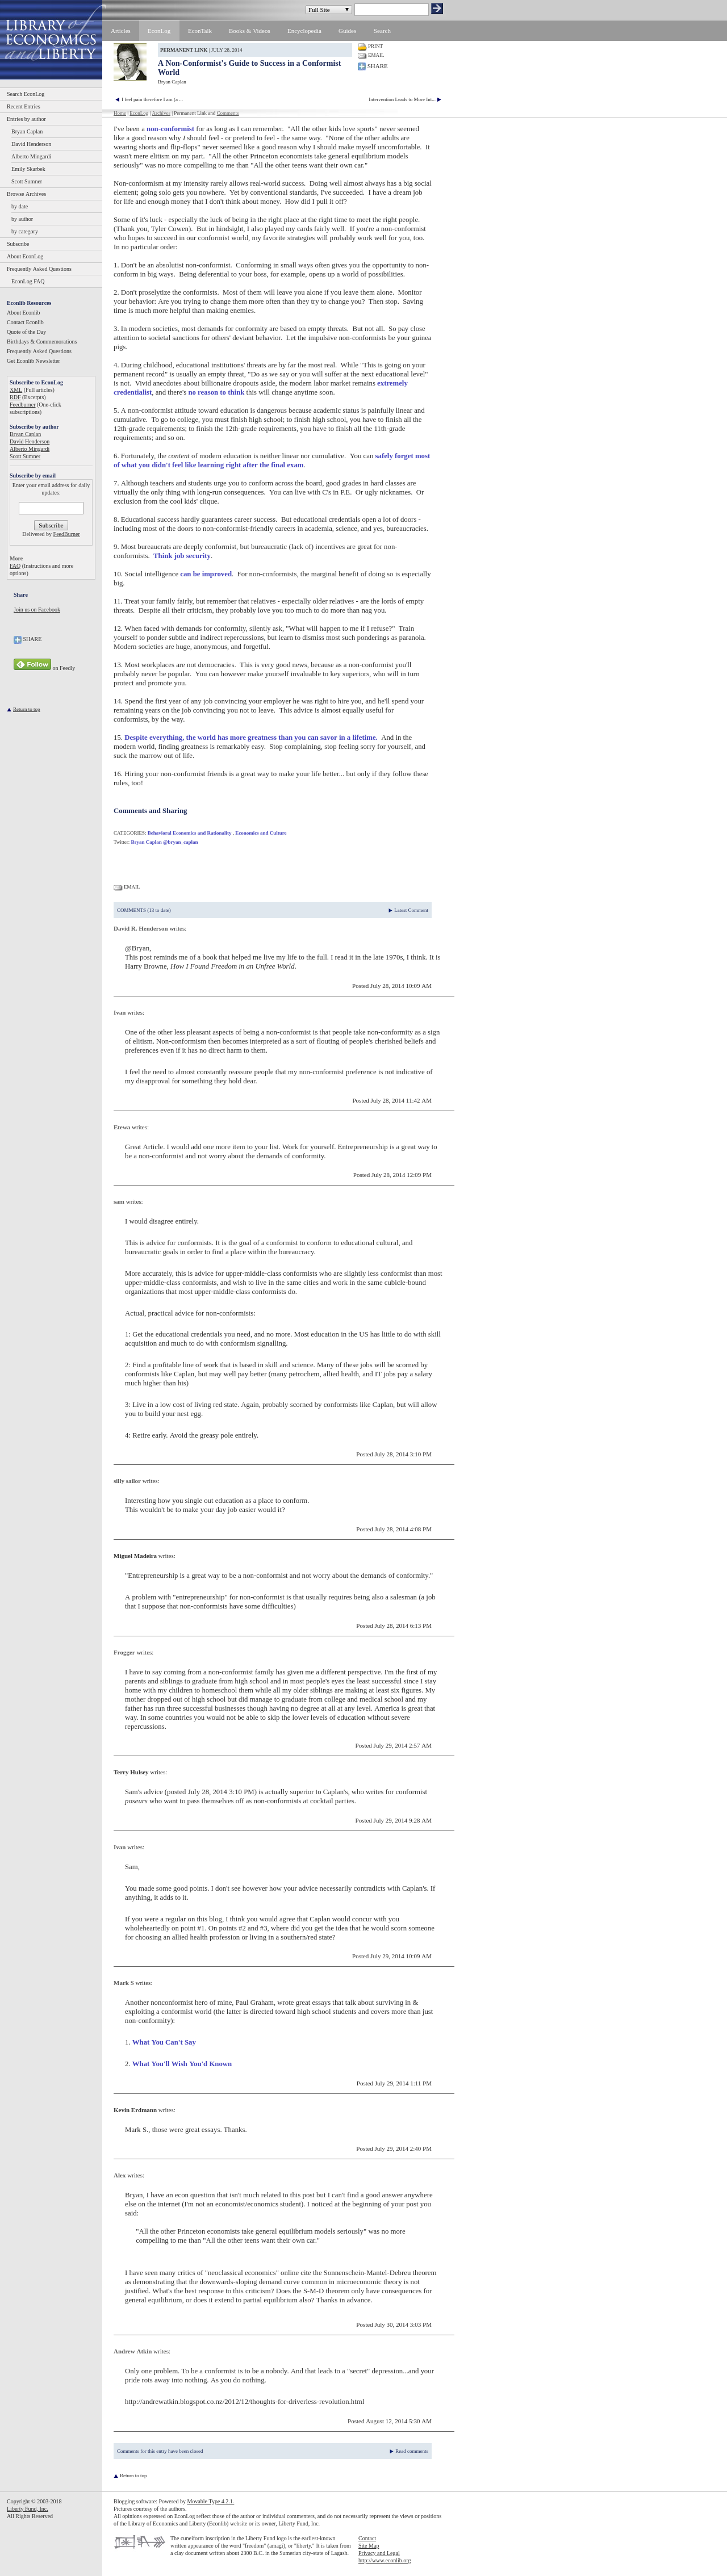 LIBRARY of
ECONOMICS
and LIBERTY
Full Site
Articles
EconLog
EconTalk
Books & Videos
Encyclopedia
Guides
Search
PERMANENT LINK | JULY 28, 2014
A Non-Conformist's Guide to Success in a Conformist
World
Bryan Caplan
PRINT
EMAIL
SHARE
I feel pain therefore I am (a ...
Intervention Leads to More Int...
Home | EconLog | Archives | Permanent Link and Comments
Search EconLog
Recent Entries
Entries by author
Bryan Caplan
David Henderson
Alberto Mingardi
Emily Skarbek
Scott Sumner
Browse Archives
by date
by author
by category
Subscribe
About EconLog
Frequently Asked Questions
EconLog FAQ
Econlib Resources
About Econlib
Contact Econlib
Quote of the Day
Birthdays & Commemorations
Frequently Asked Questions
Get Econlib Newsletter
Subscribe to EconLog
XML (Full articles)
RDF (Excerpts)
Feedburner (One-click
subscriptions)
Subscribe by author
Bryan Caplan
David Henderson
Alberto Mingardi
Scott Sumner
Subscribe by email
Enter your email address for daily
updates:
Subscribe
Delivered by FeedBurner
More
FAQ (Instructions and more
options)
Share
Join us on Facebook
SHARE
Follow on Feedly
Return to top
I've been a non-conformist for as long as I can remember. "All the other kids love sports" never seemed
like a good reason why I should feel - or pretend to feel - the same way. "None of the other adults are
wearing shorts and flip-flops" never seemed like a good reason why I should make myself uncomfortable. It
wasn't mere elitism on my part. "All the other Princeton economists take general equilibrium models
seriously" was no more compelling to me than "All the other teens want their own car."
Non-conformism at my intensity rarely allows real-world success. Doing well almost always has a big social
element; going solo gets you nowhere. Yet by conventional standards, I've succeeded. I have a dream job
for life and enough money that I don't think about money. How did I pull it off?
Some of it's luck - especially the luck of being in the right place at the right time to meet the right people.
(Thank you, Tyler Cowen). But in hindsight, I also played my cards fairly well. If you're a non-conformist
who hopes to succeed in our conformist world, my favorite strategies will probably work well for you, too.
In no particular order:
1. Don't be an absolutist non-conformist. Conforming in small ways often gives you the opportunity to non-
conform in big ways. Being deferential to your boss, for example, opens up a world of possibilities.
2. Don't proselytize the conformists. Most of them will leave you alone if you leave them alone. Monitor
your behavior: Are you trying to change them more often than they try to change you? Then stop. Saving
time is much more helpful than making enemies.
3. In modern societies, most demands for conformity are based on empty threats. But not all. So pay close
attention to societal sanctions for others' deviant behavior. Let the impulsive non-conformists be your guinea
pigs.
4. During childhood, educational institutions' threats are by far the most real. While "This is going on your
permanent record" is usually an empty threat, "Do as we say or you will suffer at the next educational level"
is not. Vivid anecdotes about billionaire dropouts aside, the modern labor market remains extremely
credentialist, and there's no reason to think this will change anytime soon.
5. A non-conformist attitude toward education is dangerous because academic success is painfully linear and
cumulative. To go to college, you must finish high school; to finish high school, you have to finish all the
12th-grade requirements; to finish the 12th-grade requirements, you have to finish all the 11th-grade
requirements; and so on.
6. Fortunately, the content of modern education is neither linear nor cumulative. You can safely forget most
of what you didn't feel like learning right after the final exam.
7. Although teachers and students urge you to conform across the board, good grades in hard classes are
virtually the only thing with long-run consequences. You can live with C's in P.E. Or ugly nicknames. Or
exclusion from the cool kids' clique.
8. Educational success hardly guarantees career success. But educational credentials open a lot of doors -
including most of the doors to non-conformist-friendly careers in academia, science, and yes, bureaucracies.
9. Most bureaucrats are deeply conformist, but bureaucratic (lack of) incentives are great for non-
conformists. Think job security.
10. Social intelligence can be improved. For non-conformists, the marginal benefit of doing so is especially
big.
11. Treat your family fairly, but remember that relatives - especially older relatives - are the lords of empty
threats. Despite all their criticism, they probably love you too much to do more than nag you.
12. When faced with demands for conformity, silently ask, "What will happen to me if I refuse?" Train
yourself to ponder subtle and indirect repercussions, but learn to dismiss most such ponderings as paranoia.
Modern societies are huge, anonymous, and forgetful.
13. Most workplaces are not democracies. This is very good news, because as a non-conformist you'll
probably never be popular. You can however make yourself invaluable to key superiors, who will in turn
protect and promote you.
14. Spend the first year of any job convincing your employer he was right to hire you, and he'll spend your
remaining years on the job convincing you not to leave. This advice is almost equally useful for
conformists, by the way.
15. Despite everything, the world has more greatness than you can savor in a lifetime. And in the
modern world, finding greatness is remarkably easy. Stop complaining, stop feeling sorry for yourself, and
suck the marrow out of life.
16. Hiring your non-conformist friends is a great way to make your life better... but only if they follow these
rules, too!
Comments and Sharing
CATEGORIES: Behavioral Economics and Rationality , Economics and Culture
Twitter: Bryan Caplan @bryan_caplan
EMAIL
COMMENTS (13 to date)
Latest Comment
David R. Henderson writes:
@Bryan,
This post reminds me of a book that helped me live my life to the full. I read it in the late 1970s, I think. It is
Harry Browne, How I Found Freedom in an Unfree World.
Posted July 28, 2014 10:09 AM
Ivan writes:
One of the other less pleasant aspects of being a non-conformist is that people take non-conformity as a sign
of elitism. Non-conformism then becomes interpreted as a sort of flouting of people's cherished beliefs and
preferences even if it has no direct harm to them.
I feel the need to almost constantly reassure people that my non-conformist preference is not indicative of
my disapproval for something they hold dear.
Posted July 28, 2014 11:42 AM
Etewa writes:
Great Article. I would add one more item to your list. Work for yourself. Entrepreneurship is a great way to
be a non-conformist and not worry about the demands of conformity.
Posted July 28, 2014 12:09 PM
sam writes:
I would disagree entirely.
This is advice for conformists. It is the goal of a conformist to conform to educational cultural, and
bureaucratic goals in order to find a place within the bureaucracy.
More accurately, this is advice for upper-middle-class conformists who are slightly less conformist than most
upper-middle-class conformists, and wish to live in the same cities and work in the same cubicle-bound
organizations that most upper-middle-class conformists do.
Actual, practical advice for non-conformists:
1: Get the educational credentials you need, and no more. Most education in the US has little to do with skill
acquisition and much to do with conformism signalling.
2: Find a profitable line of work that is based in skill and science. Many of these jobs will be scorned by
conformists like Caplan, but may well pay better (many petrochem, allied health, and IT jobs pay a salary
much higher than his)
3: Live in a low cost of living red state. Again, probably scorned by conformists like Caplan, but will allow
you to build your nest egg.
4: Retire early. Avoid the greasy pole entirely.
Posted July 28, 2014 3:10 PM
silly sailor writes:
Interesting how you single out education as a place to conform.
This wouldn't be to make your day job easier would it?
Posted July 28, 2014 4:08 PM
Miguel Madeira writes:
"Entrepreneurship is a great way to be a non-conformist and not worry about the demands of conformity."
A problem with "entrepreneurship" for non-conformist is that usually requires being also a salesman (a job
that I suppose that non-conformists have some difficulties)
Posted July 28, 2014 6:13 PM
Frogger writes:
I have to say coming from a non-conformist family has given me a different perspective. I'm the first of my
parents and siblings to graduate from high school and in most people's eyes the least successful since I stay
home with my children to homeschool them while all my older siblings are making at least six figures. My
mother dropped out of high school but did manage to graduate from college and medical school and my
father has run three successful businesses though having no degree at all at any level. America is great that
way. In some countries you would not be able to skip the lower levels of education without severe
repercussions.
Posted July 29, 2014 2:57 AM
Terry Hulsey writes:
Sam's advice (posted July 28, 2014 3:10 PM) is actually superior to Caplan's, who writes for conformist
poseurs who want to pass themselves off as non-conformists at cocktail parties.
Posted July 29, 2014 9:28 AM
Ivan writes:
Sam,
You made some good points. I don't see however how your advice necessarily contradicts with Caplan's. If
anything, it adds to it.
If you were a regular on this blog, I think you would agree that Caplan would concur with you
wholeheartedly on point #1. On points #2 and #3, where did you get the idea that he would scorn someone
for choosing an allied health profession or living in a southern/red state?
Posted July 29, 2014 10:09 AM
Mark S writes:
Another nonconformist hero of mine, Paul Graham, wrote great essays that talk about surviving in &
exploiting a conformist world (the latter is directed toward high school students and covers more than just
non-conformity):
1. What You Can't Say
2. What You'll Wish You'd Known
Posted July 29, 2014 1:11 PM
Kevin Erdmann writes:
Mark S., those were great essays. Thanks.
Posted July 29, 2014 2:40 PM
Alex writes:
Bryan, I have an econ question that isn't much related to this post but I can't find a good answer anywhere
else on the internet (I'm not an economist/economics student). I noticed at the beginning of your post you
said:
"All the other Princeton economists take general equilibrium models seriously" was no more
compelling to me than "All the other teens want their own car."
I have seen many critics of "neoclassical economics" online cite the Sonnenschein-Mantel-Debreu theorem
as demonstrating that the downwards-sloping demand curve common in microeconomic theory is not
justified. What's the best response to this criticism? Does the S-M-D theorem only have consequences for
general equilibrium, or does it extend to partial equilibrium also? Thanks in advance.
Posted July 30, 2014 3:03 PM
Andrew Atkin writes:
Only one problem. To be a conformist is to be a nobody. And that leads to a "secret" depression...and your
pride rots away into nothing. As you do nothing.
http://andrewatkin.blogspot.co.nz/2012/12/thoughts-for-driverless-revolution.html
Posted August 12, 2014 5:30 AM
Comments for this entry have been closed
Read comments
Return to top
Copyright © 2003-2018
Liberty Fund, Inc.
All Rights Reserved
Blogging software: Powered by Movable Type 4.2.1.
Pictures courtesy of the authors.
All opinions expressed on EconLog reflect those of the author or individual commenters, and do not necessarily represent the views or positions
of the Library of Economics and Liberty (Econlib) website or its owner, Liberty Fund, Inc.
The cuneiform inscription in the Liberty Fund logo is the earliest-known
written appearance of the word "freedom" (amagi), or "liberty." It is taken from
a clay document written about 2300 B.C. in the Sumerian city-state of Lagash.
Contact
Site Map
Privacy and Legal
http://www.econlib.org